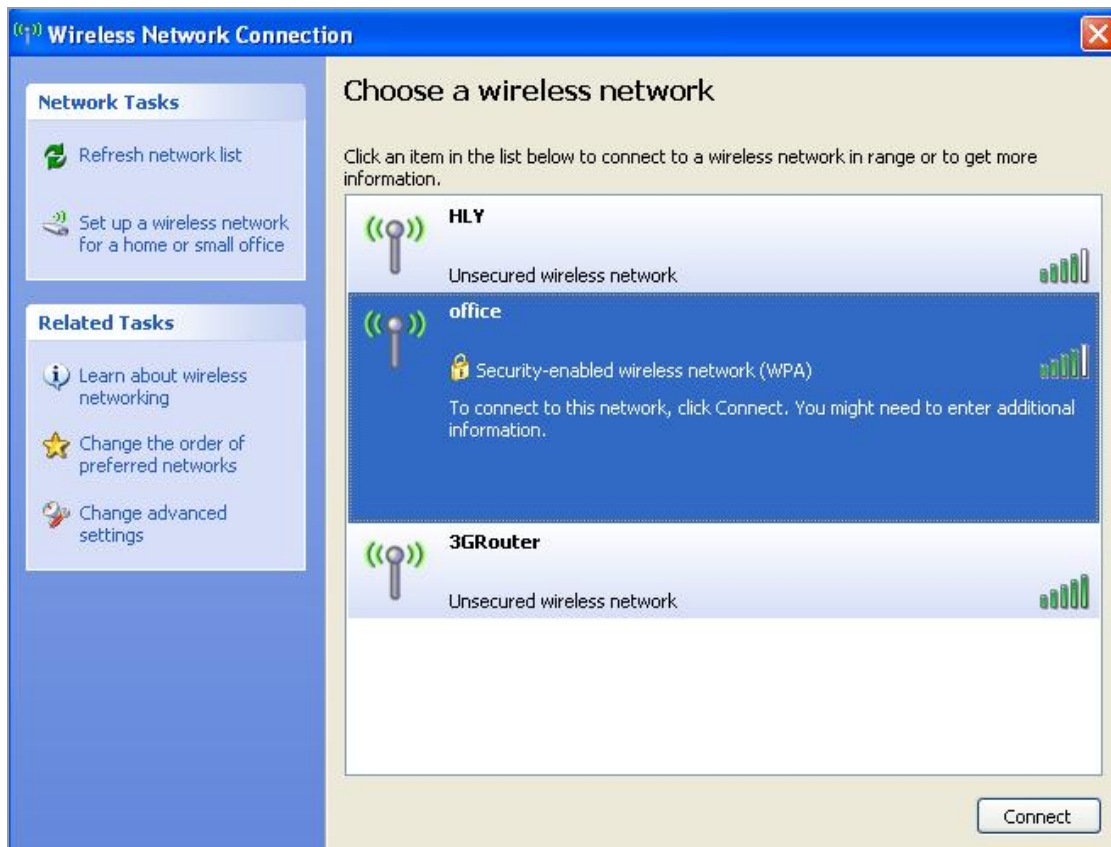 Wireless Network Connection
Network Tasks
Refresh network list
Set up a wireless network
for a home or small office
Related Tasks
Learn about wireless
networking
Change the order of
preferred networks
Change advanced
settings
Choose a wireless network
Click an item in the list below to connect to a wireless network in range or to get more
information.
HLY
Unsecured wireless network
office
Security-enabled wireless network (WPA)
To connect to this network, click Connect. You might need to enter additional
information.
3GRouter
Unsecured wireless network
Connect